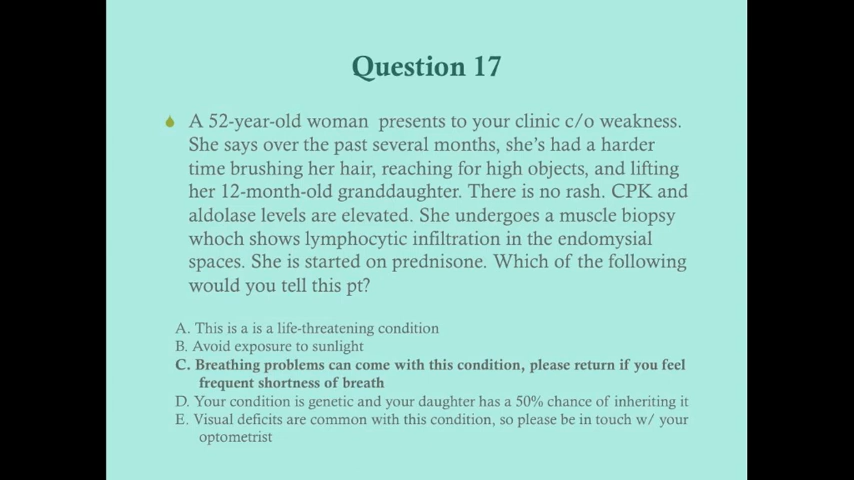 Question 17
A 52-year-old woman presents to your clinic c/o weakness.
She says over the past several months, she's had a harder
time brushing her hair, reaching for high objects, and lifting
her 12-month-old granddaughter. There is no rash. CPK and
aldolase levels are elevated. She undergoes a muscle biopsy
whoch shows lymphocytic infiltration in the endomysial
spaces. She is started on prednisone. Which of the following
would you tell this pt?
A. This is a is a life-threatening condition
B. Avoid exposure to sunlight
C. Breathing problems can come with this condition, please return if you feel
frequent shortness of breath
D. Your condition is genetic and your daughter has a 50% chance of inheriting it
E. Visual deficits are common with this condition, so please be in touch w/ your
optometrist